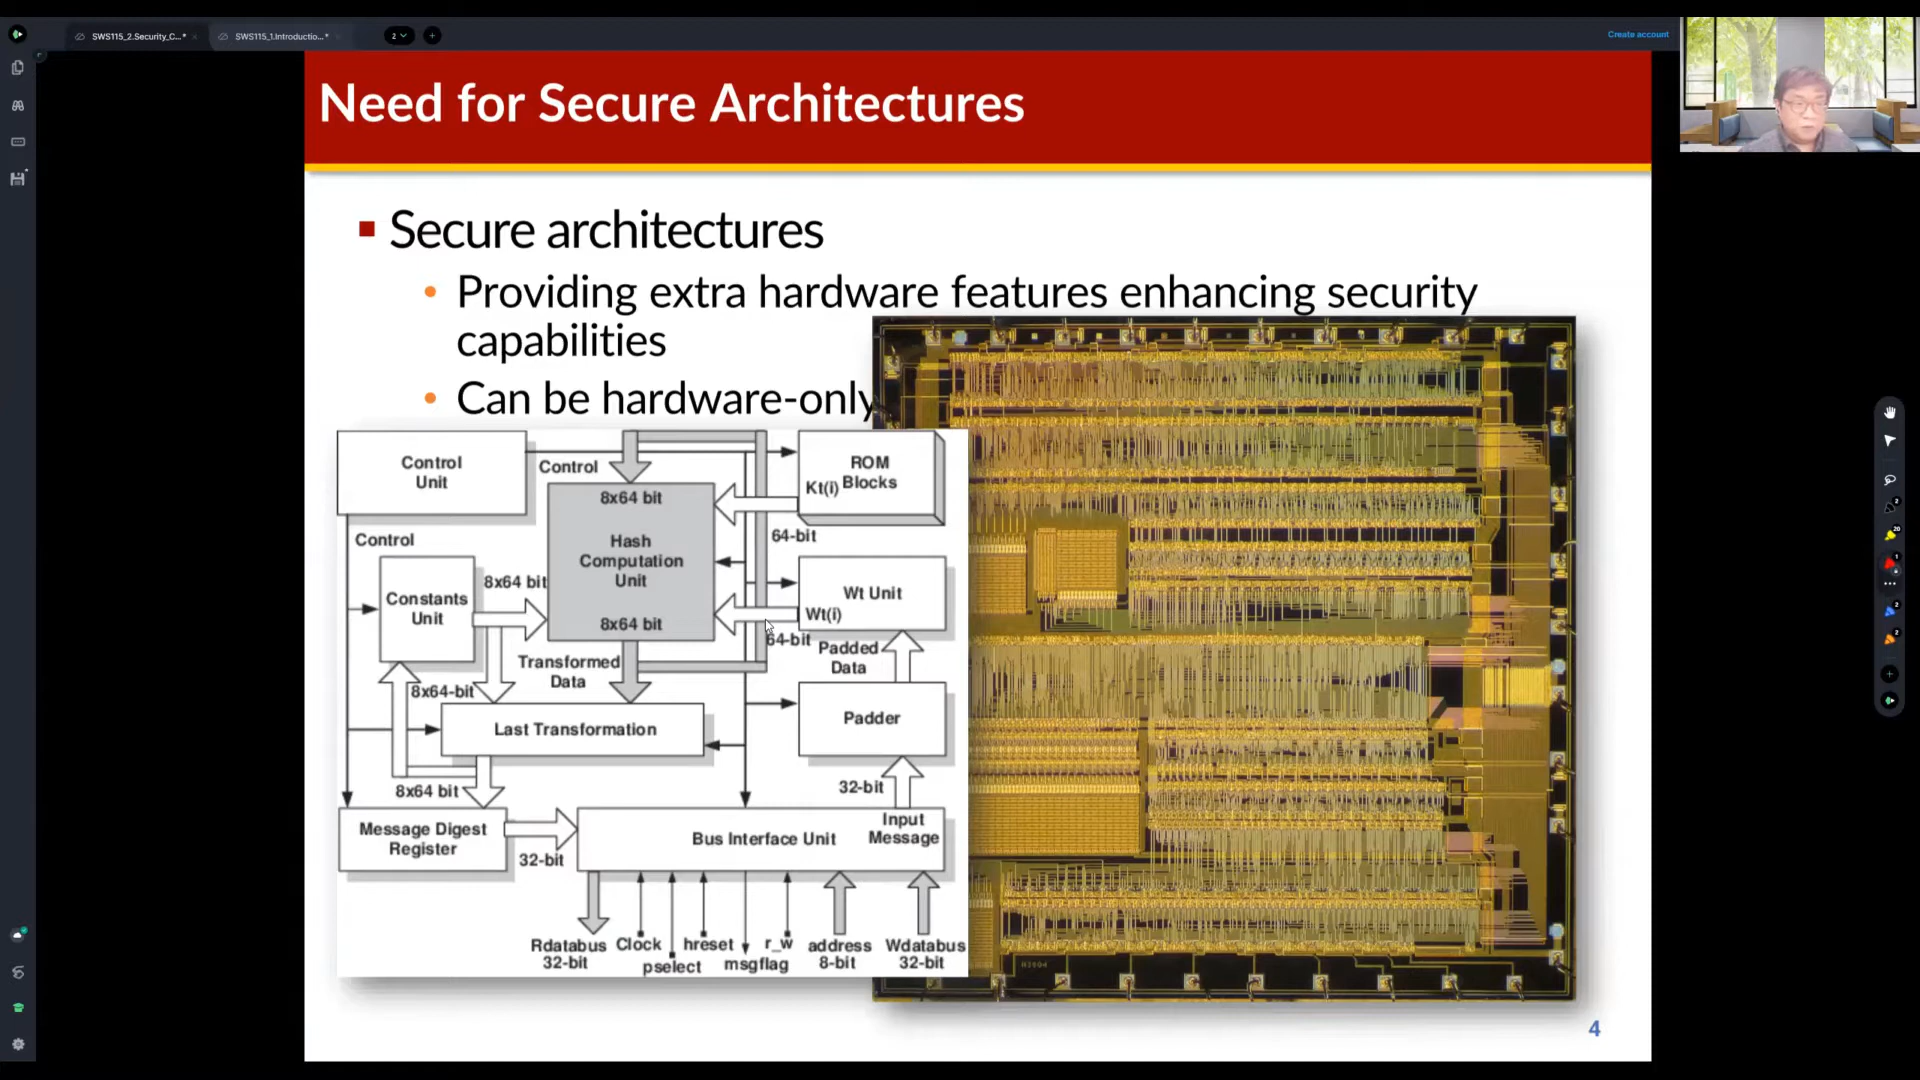 SWS115_2.Security_C...*
SWS115_1.Introductio...*
2
Create account
Need for Secure Architectures
Secure architectures
Providing extra hardware features enhancing security
capabilities
Can be hardware-only
Control
Unit
Control
8x64 bit
ROM
Blocks
Kt(i)
64-bit
Hash
Computation
Unit
Control
Constants
Unit
8x64 bit
8x64 bit
Wt Unit
Wt(i)
64-bit
Padded
Data
Transformed
Data
8x64-bit
Last Transformation
Padder
8x64 bit
32-bit
Message Digest
Register
32-bit
Bus Interface Unit
Input
Message
Rdatabus
32-bit
Clock
pselect
hreset
msgflag
r_w
address
8-bit
Wdatabus
32-bit
4